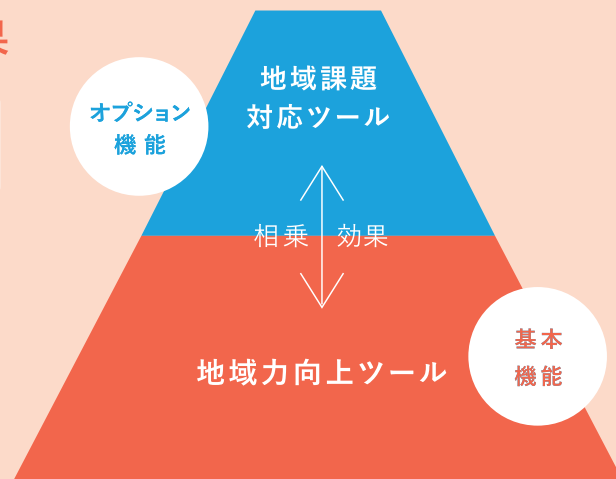 果
オプション
機能
地域課題
対応ツール
相乗 効果
地域力向上ツール
基本
機能